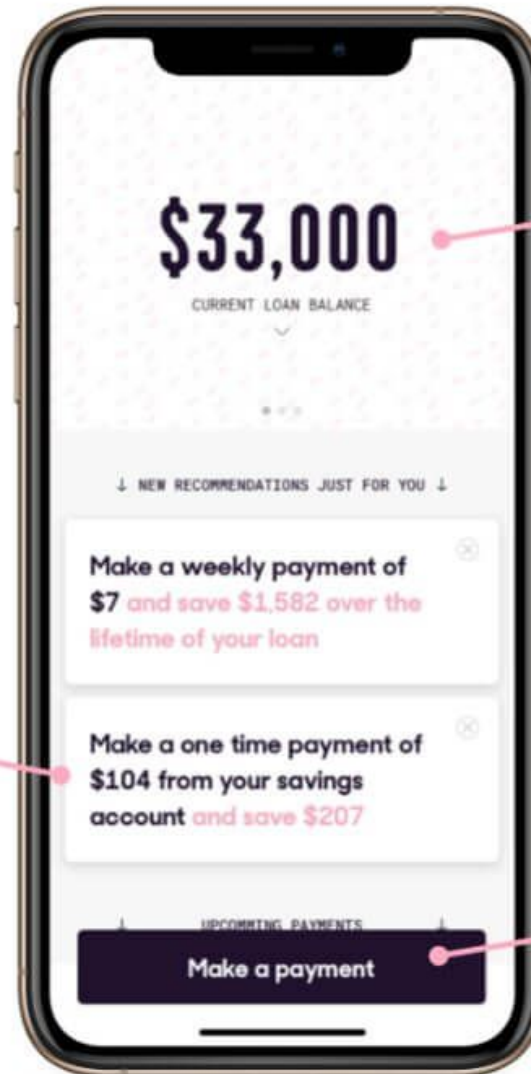 $33,000
CURRENT LOAN BALANCE
↓ NEW RECOMMENDATIONS JUST FOR YOU ↓
Make a weekly payment of
$7 and save $1,582 over the
lifetime of your loan
Make a one time payment of
$104 from your savings
account and save $207
↓ UPCOMMING PAYMENTS ↓
Make a payment